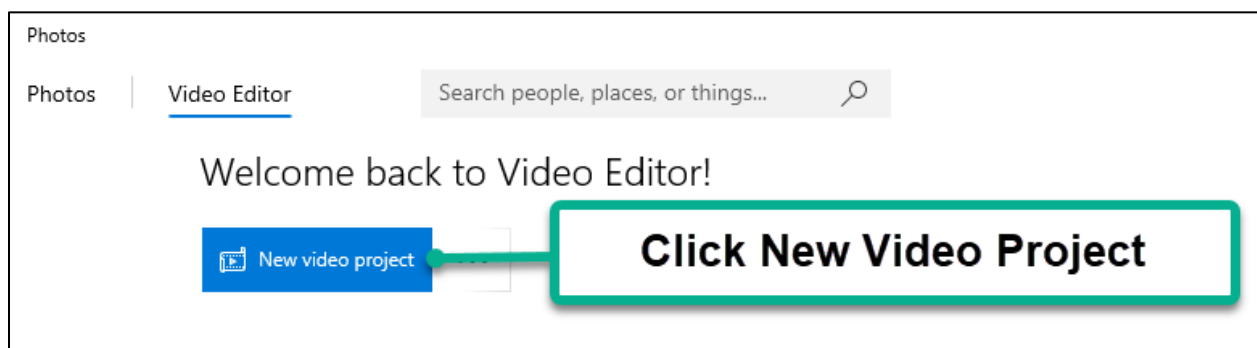 Photos
Photos
Video Editor
Search people, places, or things...
Welcome back to Video Editor!
New video project
Click New Video Project